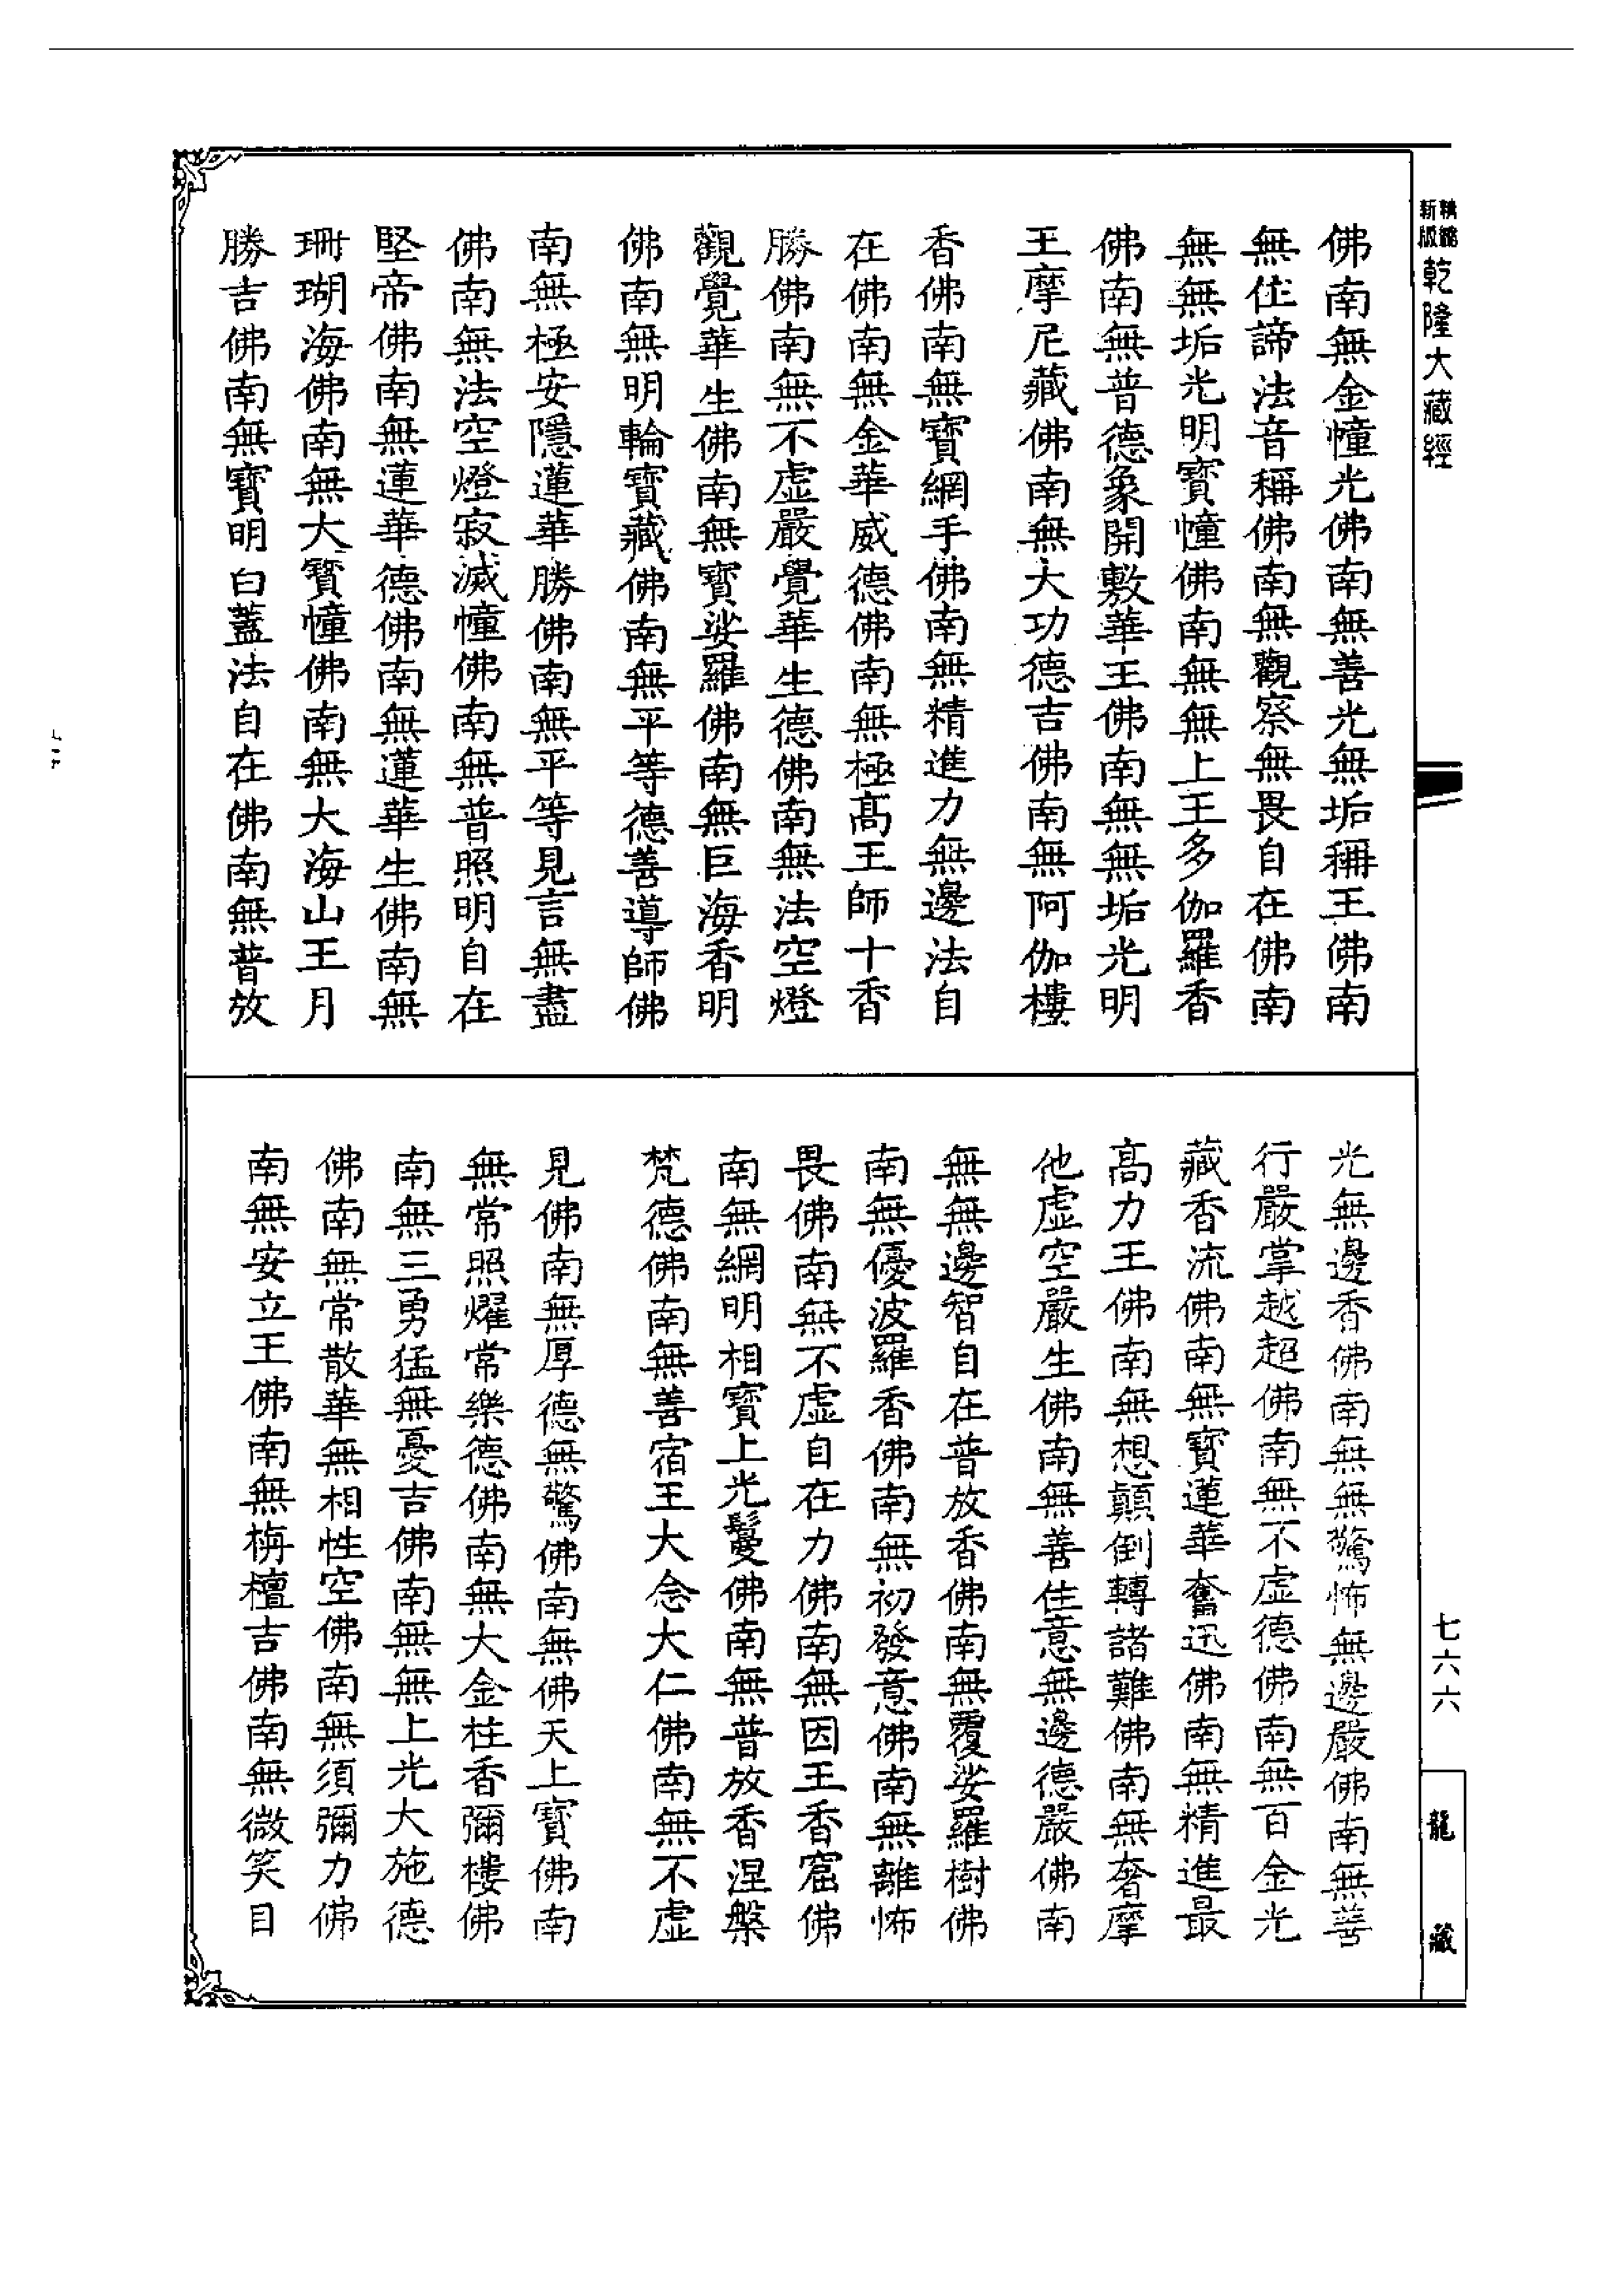 精縮新版乾隆大藏經
佛南無金幢光佛南無善光無垢稱王佛南
無住諦法音稱佛南無觀察無畏自在佛南
無無垢光明寶幢佛南無無上王多伽羅香
佛南無普德象開敷華王佛南無無垢光明
王摩尼藏佛南無大功德吉佛南無阿伽樓
香佛南無寶網手佛南無精進力無邊法自
在佛南無金華威德佛南無極高王師十香
勝佛南無不虛嚴覺華生德佛南無法空燈
觀覺華生佛南無寶娑羅佛南無巨海香明
佛南無明輪寶藏佛南無平等德善導師佛
南無極安隱蓮華勝佛南無平等見言無盡
佛南無法空燈寂滅幢佛南無普照明自在
堅帝佛南無蓮華德佛南無蓮華生佛南無
珊瑚海佛南無大寶幢佛南無大海山王月
勝吉佛南無寶明白蓋法自在佛南無普放
光無邊香佛南無無驚怖無邊嚴佛南無善
行嚴掌越超佛南無不虛德佛南無百金光
藏香流佛南無寶蓮華奮迅佛南無精進最
高力王佛南無想顛倒轉諸難佛南無奢摩
他虛空嚴生佛南無善住意無邊德嚴佛南
無無邊智自在普放香佛南無覆娑羅樹佛
南無優波羅香佛南無初發意佛南無離怖
畏佛南無不虛自在力佛南無因王香窟佛
南無網明相寶上光鬘佛南無普放香涅槃
梵德佛南無善宿王大念大仁佛南無不虛
見佛南無厚德無驚佛南無佛天上寶佛南
無常照燿常樂德佛南無大金柱香彌樓佛
南無三勇猛無憂吉佛南無無上光大施德
佛南無常散華無相性空佛南無須彌力佛
南無安立王佛南無栴檀吉佛南無微笑目
七六六
龍藏